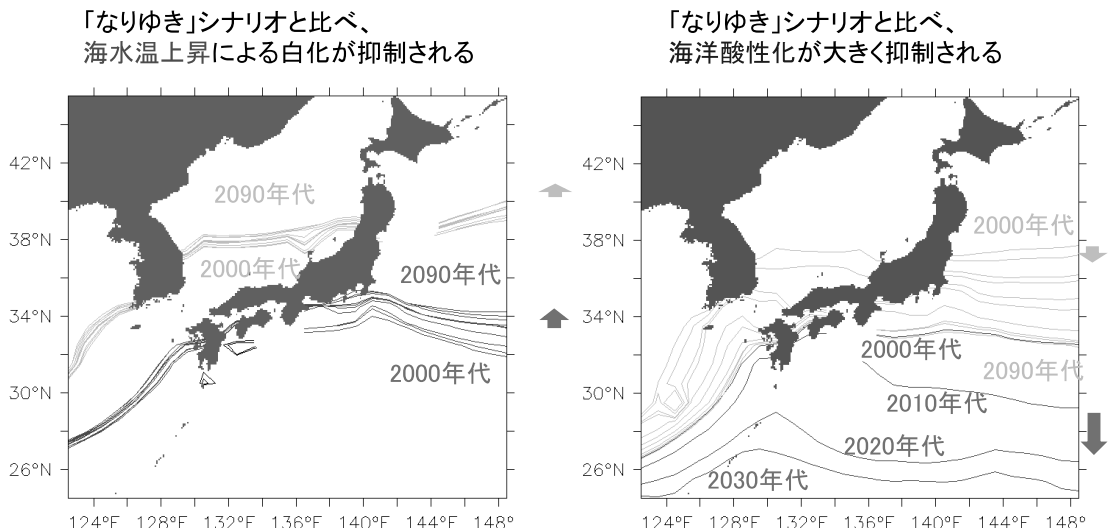 「なりゆき」シナリオと比べ、
海水温上昇による白化が抑制される
42°N
38°N
34°N
30°N
26°N
2090年代
2000年代
2090年代
2000年代
124°E 128°E 132°E 136°E 140°E 144°E 148°
「なりゆき」シナリオと比べ、
海洋酸性化が大きく抑制される
42°N
38°N
34°N
30°N
26°N
2000年代
2000年代
2090年代
2010年代
2020年代
2030年代
124°E 128°E 132°E 136°E 140°E 144°E 148°